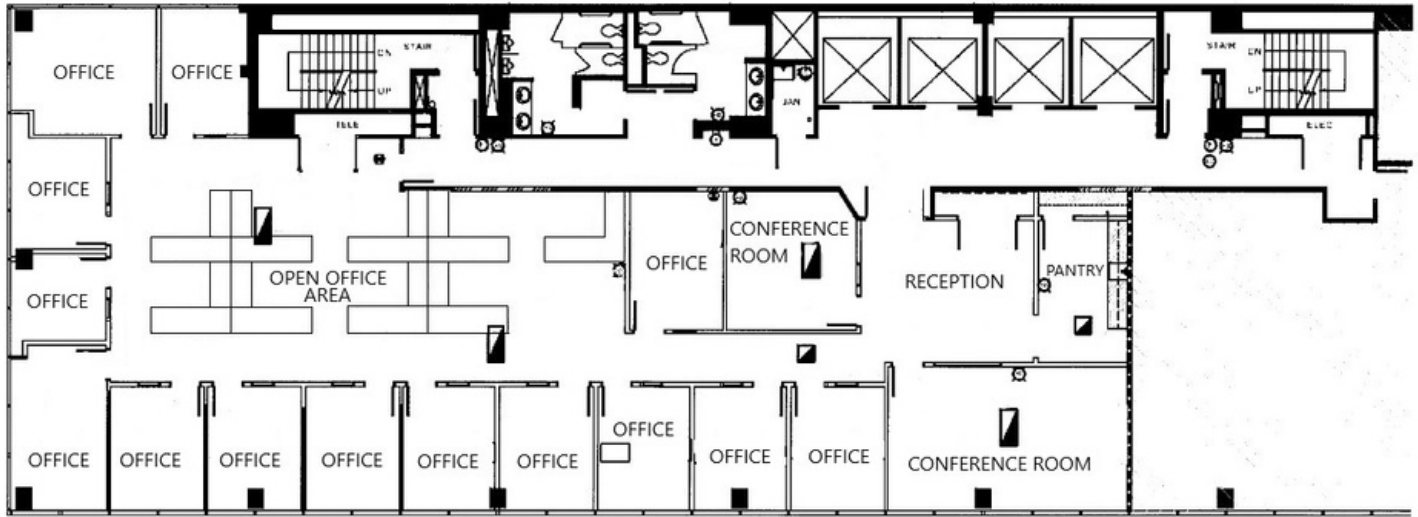 OFFICE
OFFICE
DN
STAIR
UP
TELE
JAN
STAIR
DN
UP
ELEC
OFFICE
OFFICE
OPEN OFFICE
AREA
OFFICE
CONFERENCE
ROOM
RECEPTION
PANTRY
OFFICE
OFFICE
OFFICE
OFFICE
OFFICE
OFFICE
OFFICE
OFFICE
OFFICE
CONFERENCE ROOM